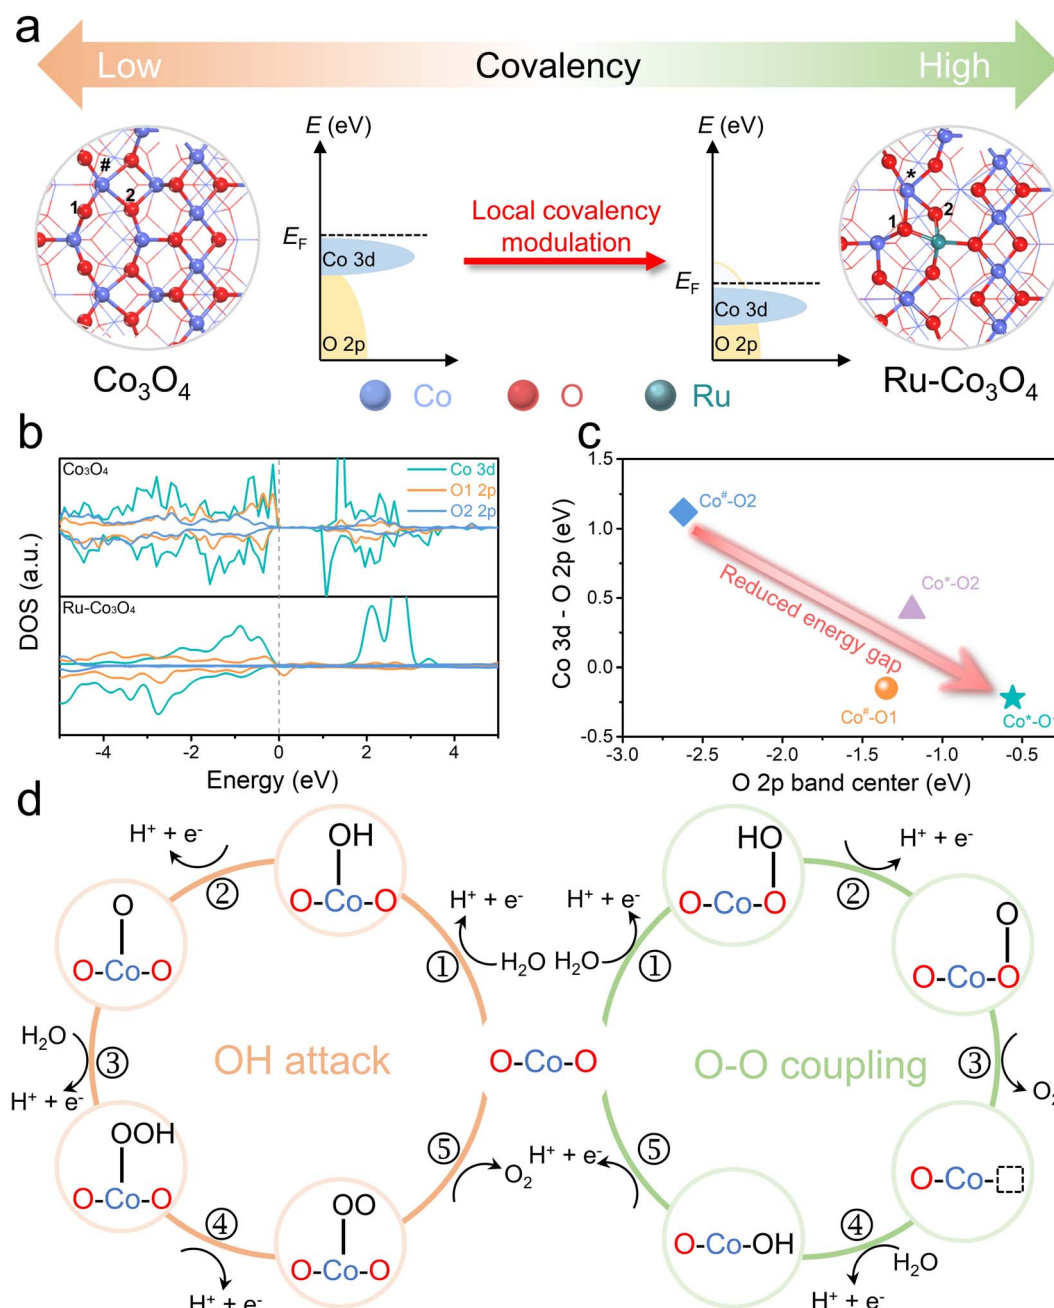 a
Low Covalency High
E (eV) E (eV)
#
1 2
E_F
Co 3d
O 2p
Local covalency
modulation
*
1 2
E_F
Co 3d
O 2p
Co₃O₄ Ru-Co₃O₄
Co O Ru
b
Co₃O₄
Co 3d
O1 2p
O2 2p
Ru-Co₃O₄
DOS (a.u.)
-4 -2 0 2 4
Energy (eV)
c
1.5
1.0
0.5
0.0
-0.5
Co 3d - O 2p (eV)
Co#-O2
Co*-O2
Reduced energy gap
Co#-O1
Co*-O1
-3.0 -2.5 -2.0 -1.5 -1.0 -0.5
O 2p band center (eV)
d
OH attack
O-Co-O
① H₂O H⁺ + e⁻
OH
O-Co-O
② H⁺ + e⁻
O
O-Co-O
③ H₂O
H⁺ + e⁻
OOH
O-Co-O
④ H⁺ + e⁻
OO
O-Co-O
⑤ O₂
O-O coupling
① H₂O H⁺ + e⁻
HO
O-Co-O
② H⁺ + e⁻
O
O-Co-O
③ O₂
O-Co-
④ H₂O
H⁺ + e⁻
O-Co-OH
⑤ H⁺ + e⁻